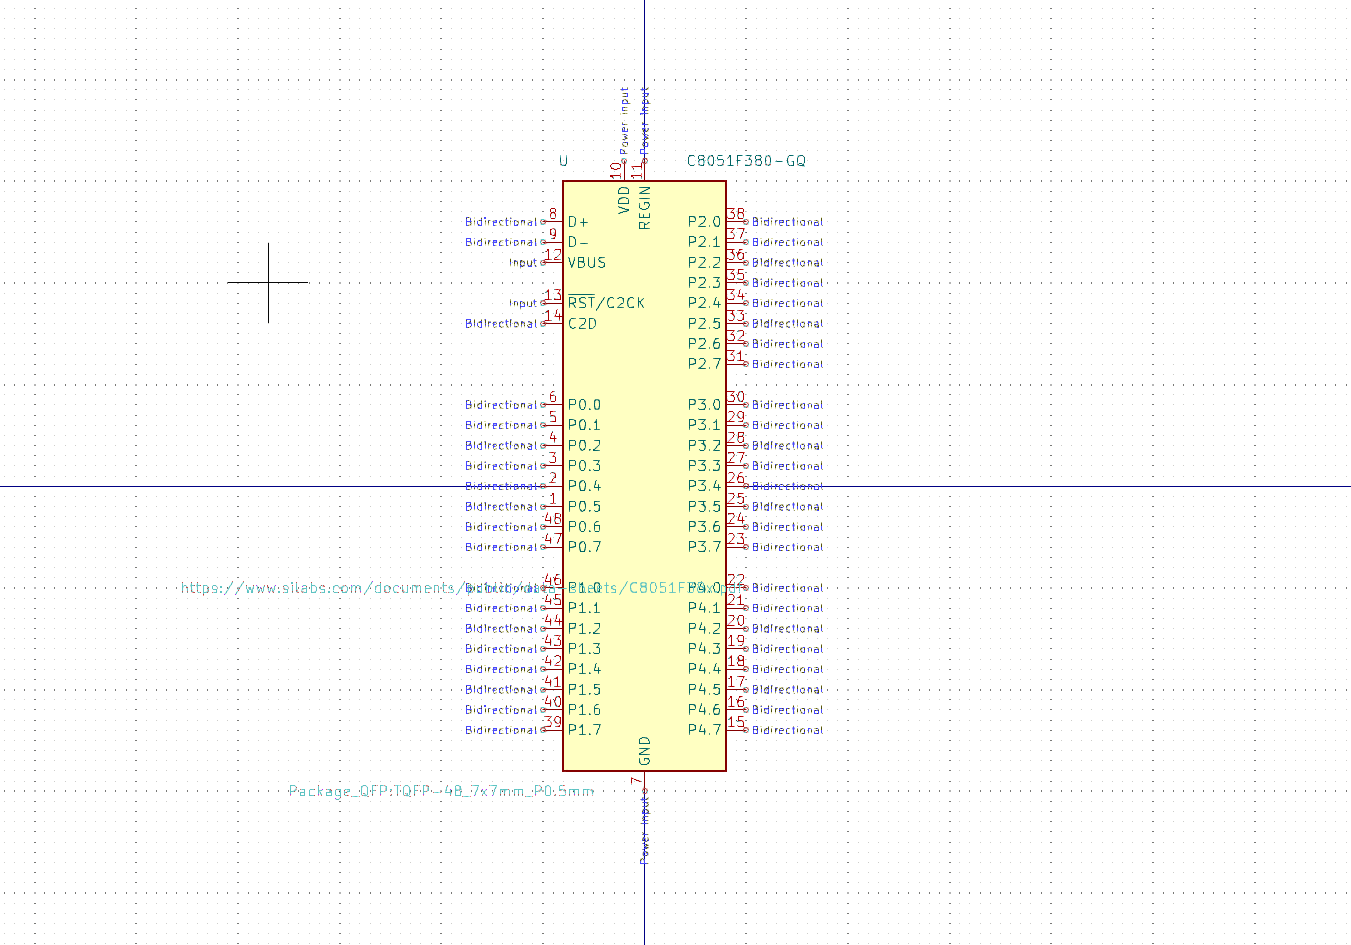 Power input
Power Input
U
C8051F380-GQ
10
11
VDD
REGIN
Bidirectional 8 D+
P2.0 38 Bidirectional
Bidirectional 9 D-
P2.1 37 Bidirectional
Input 12 VBUS
P2.2 36 Bidirectional
P2.3 35 Bidirectional
Input 13 RST/C2CK
P2.4 34 Bidirectional
Bidirectional 14 C2D
P2.5 33 Bidirectional
P2.6 32 Bidirectional
P2.7 31 Bidirectional
Bidirectional 6 P0.0
P3.0 30 Bidirectional
Bidirectional 5 P0.1
P3.1 29 Bidirectional
Bidirectional 4 P0.2
P3.2 28 Bidirectional
Bidirectional 3 P0.3
P3.3 27 Bidirectional
Bidirectional 2 P0.4
P3.4 26 Bidirectional
Bidirectional 1 P0.5
P3.5 25 Bidirectional
Bidirectional 48 P0.6
P3.6 24 Bidirectional
Bidirectional 47 P0.7
P3.7 23 Bidirectional
https://www.silabs.com/documents/public/data-sheets/C8051F38x.pdf
Bidirectional 46 P1.0
P4.0 22 Bidirectional
Bidirectional 45 P1.1
P4.1 21 Bidirectional
Bidirectional 44 P1.2
P4.2 20 Bidirectional
Bidirectional 43 P1.3
P4.3 19 Bidirectional
Bidirectional 42 P1.4
P4.4 18 Bidirectional
Bidirectional 41 P1.5
P4.5 17 Bidirectional
Bidirectional 40 P1.6
P4.6 16 Bidirectional
Bidirectional 39 P1.7
P4.7 15 Bidirectional
GND
7
Package_QFP:TQFP-48_7x7mm_P0.5mm
Power Input